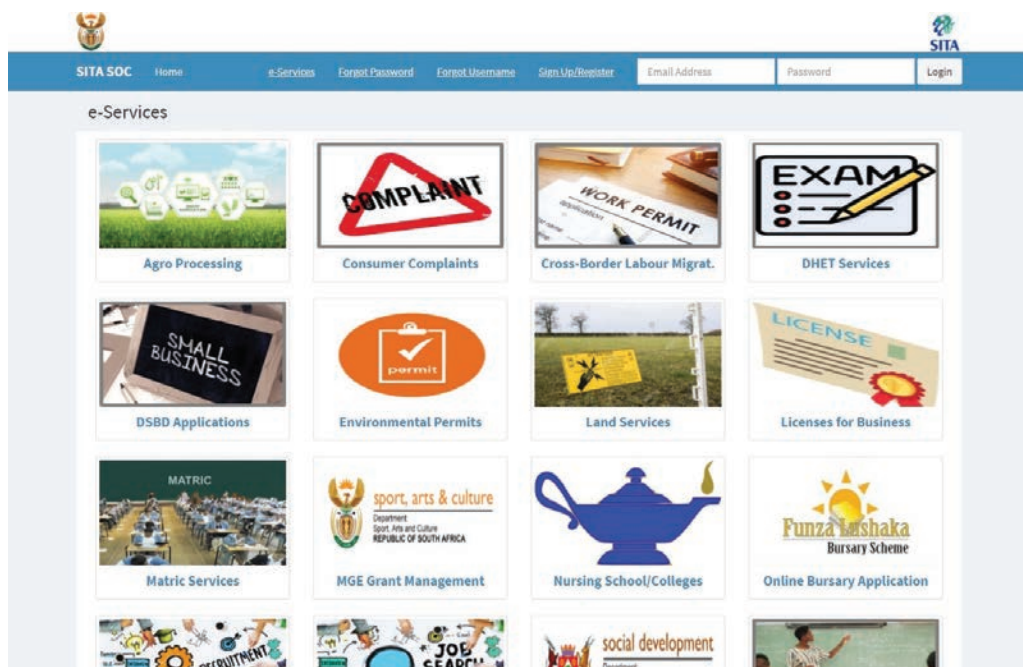 SITA
SITA SOC Home e-Services Forgot Password Forgot Username Sign Up/Register Email Address Password Login
e-Services
COMPLAINT
WORK PERMIT
application
EXAM
Agro Processing Consumer Complaints Cross-Border Labour Migrat. DHET Services
SMALL
BUSINESS
permit
LICENSE
DSBD Applications Environmental Permits Land Services Licenses for Business
MATRIC
sport, arts & culture
Department
Sport, Arts and Culture
REPUBLIC OF SOUTH AFRICA
Funza Lushaka
Bursary Scheme
Matric Services MGE Grant Management Nursing School/Colleges Online Bursary Application
RECRUITMENT
JOB
SEARCH
social development